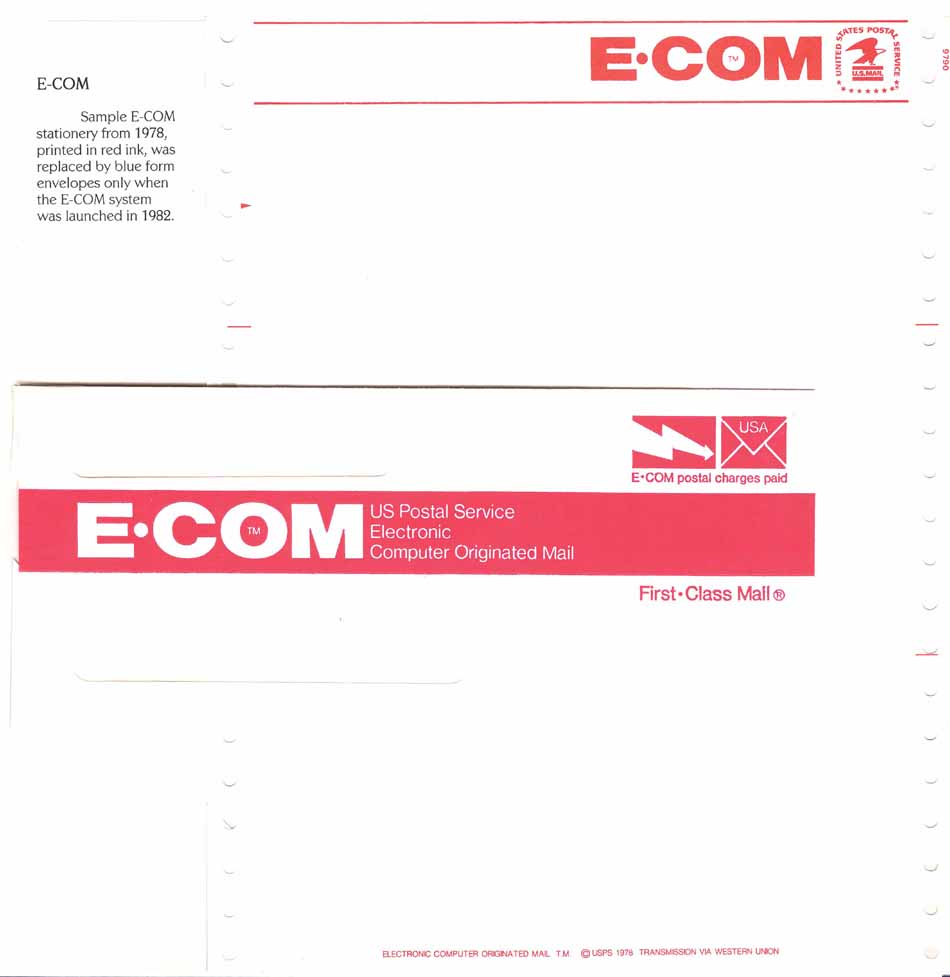 E-COM
Sample E-COM
stationery from 1978,
printed in red ink, was
replaced by blue form
envelopes only when
the E-COM system
was launched in 1982.
E•COM TM
UNITED STATES POSTAL SERVICE
U.S.MAIL
9790
USA
E•COM postal charges paid
E•COM TM
US Postal Service
Electronic
Computer Originated Mail
First•Class Mail ®
ELECTRONIC COMPUTER ORIGINATED MAIL T.M. © USPS 1978 TRANSMISSION VIA WESTERN UNION